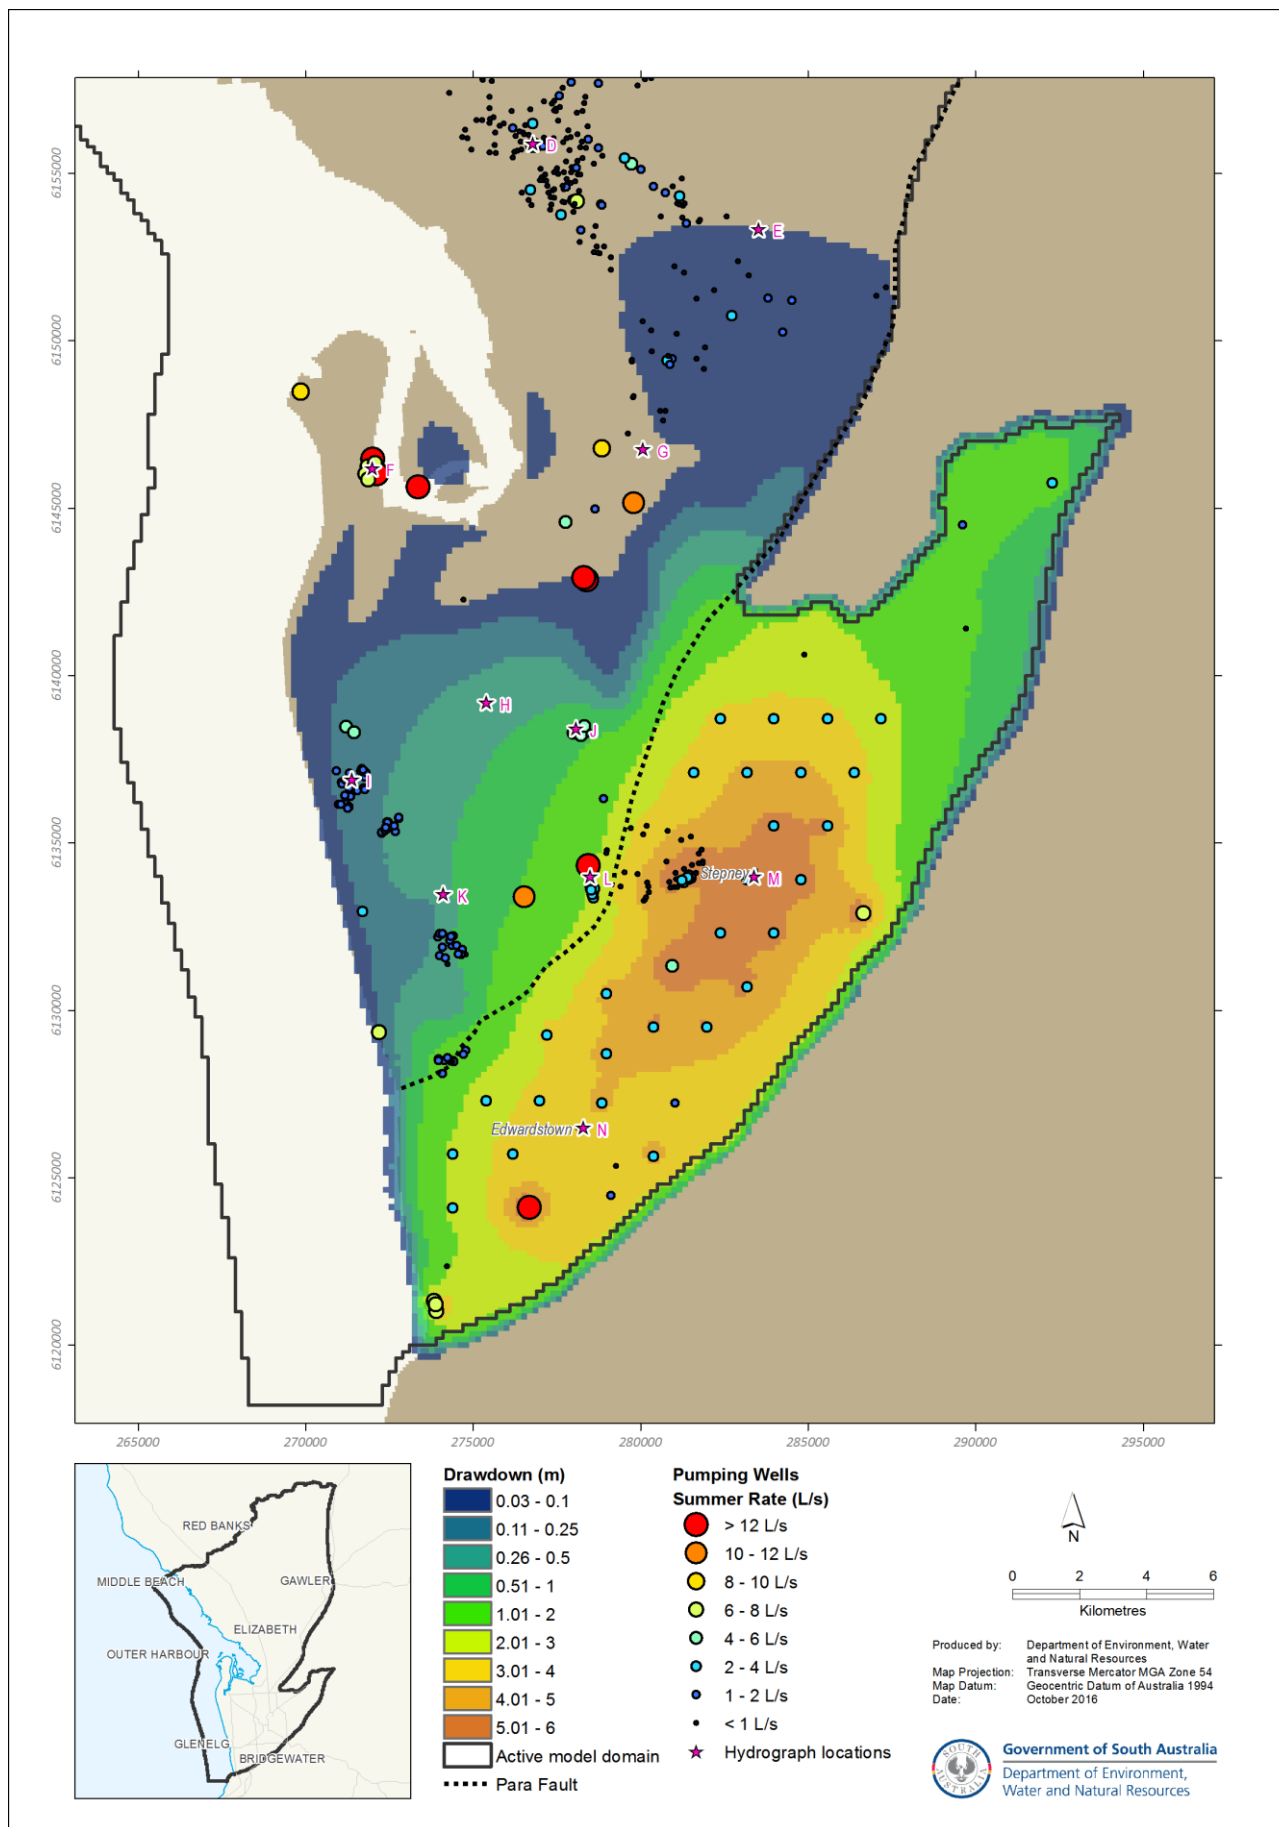 D
E
6155000
6150000
F
G
6145000
6140000
H
J
I
6135000
Stepney
M
L
K
6130000
Edwardstown
N
6125000
6120000
265000
270000
275000
280000
285000
290000
295000
RED BANKS
MIDDLE BEACH
GAWLER
ELIZABETH
OUTER HARBOUR
GLENELG
BRIDGEWATER
Drawdown (m)
0.03 - 0.1
0.11 - 0.25
0.26 - 0.5
0.51 - 1
1.01 - 2
2.01 - 3
3.01 - 4
4.01 - 5
5.01 - 6
Active model domain
Para Fault
Pumping Wells
Summer Rate (L/s)
> 12 L/s
10 - 12 L/s
8 - 10 L/s
6 - 8 L/s
4 - 6 L/s
2 - 4 L/s
1 - 2 L/s
< 1 L/s
Hydrograph locations
N
0 2 4 6
Kilometres
Produced by: Department of Environment, Water
and Natural Resources
Map Projection: Transverse Mercator MGA Zone 54
Map Datum: Geocentric Datum of Australia 1994
Date: October 2016
SOUTH
AUSTRALIA
Government of South Australia
Department of Environment,
Water and Natural Resources